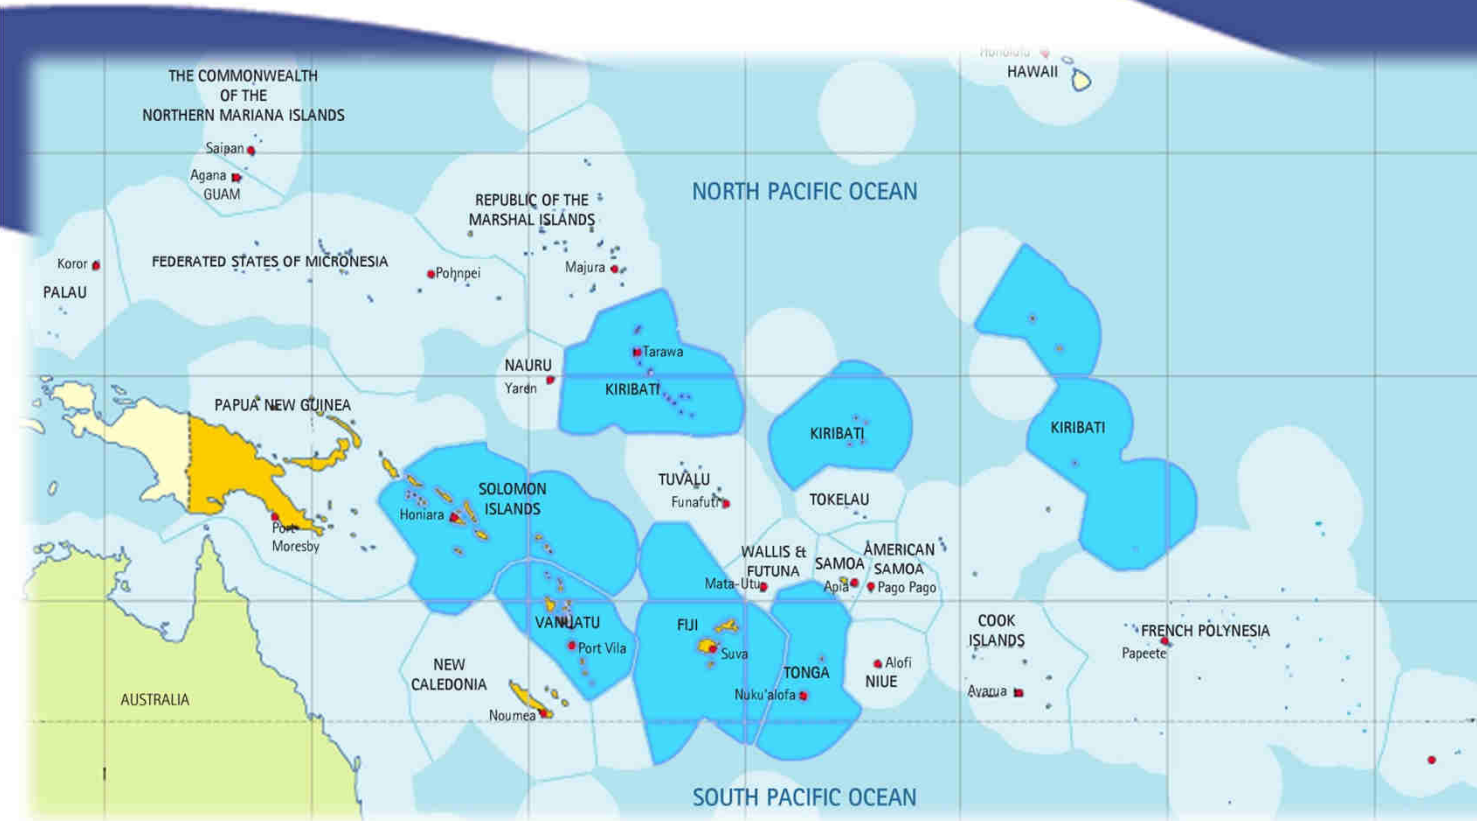 Honolulu
HAWAII
THE COMMONWEALTH
OF THE
NORTHERN MARIANA ISLANDS
Saipan
Agana
GUAM
NORTH PACIFIC OCEAN
REPUBLIC OF THE
MARSHAL ISLANDS
Majura
FEDERATED STATES OF MICRONESIA
Pohnpei
Koror
PALAU
Tarawa
KIRIBATI
NAURU
Yaren
PAPUA NEW GUINEA
KIRIBATI
KIRIBATI
Port
Moresby
SOLOMON
ISLANDS
Honiara
TUVALU
Funafuti
TOKELAU
WALLIS &
FUTUNA
Mata-Utu
SAMOA
Apia
AMERICAN
SAMOA
Pago Pago
VANUATU
Port Vila
FIJI
Suva
TONGA
Nuku'alofa
Alofi
NIUE
COOK
ISLANDS
Avarua
FRENCH POLYNESIA
Papeete
NEW
CALEDONIA
Noumea
AUSTRALIA
SOUTH PACIFIC OCEAN